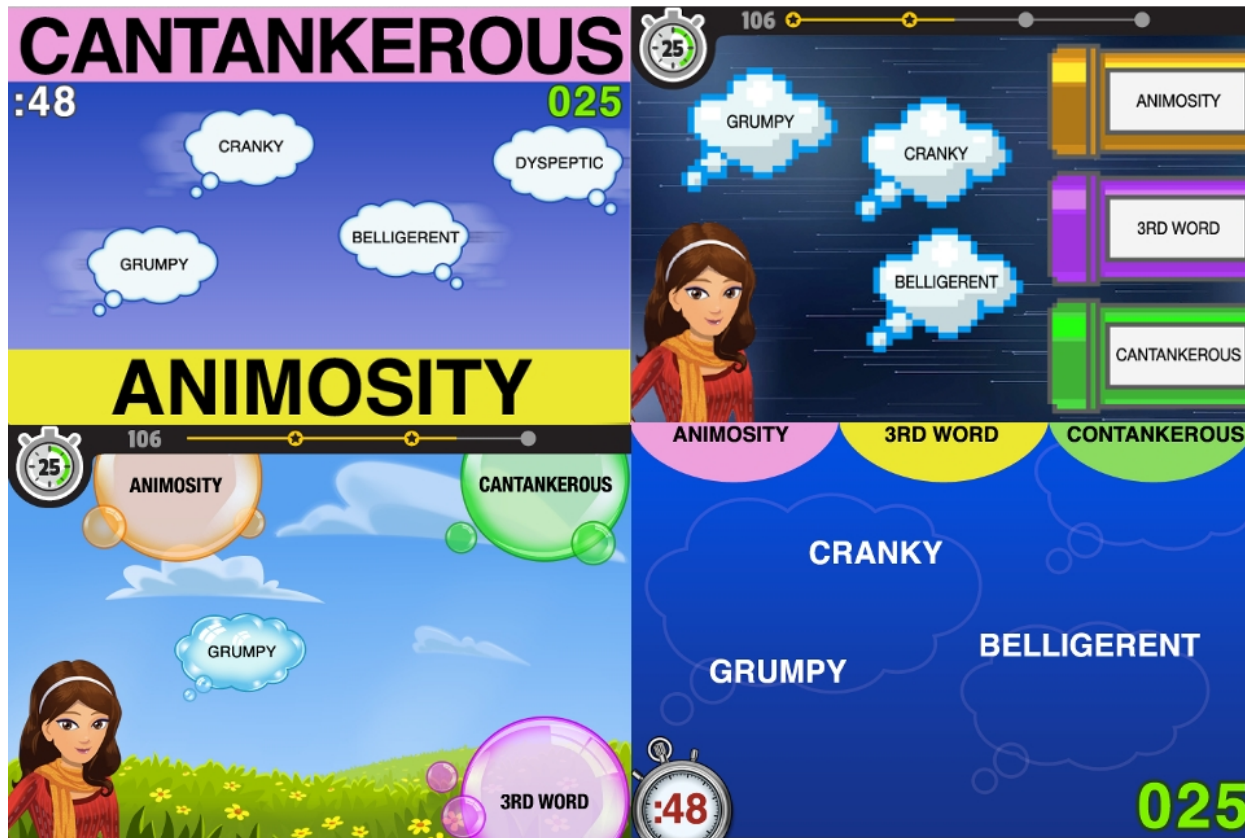 CANTANKEROUS
:48
025
CRANKY
DYSPEPTIC
BELLIGERENT
GRUMPY
ANIMOSITY
106
25
GRUMPY
CRANKY
BELLIGERENT
ANIMOSITY
3RD WORD
CANTANKEROUS
106
25
ANIMOSITY
CANTANKEROUS
GRUMPY
3RD WORD
ANIMOSITY
3RD WORD
CONTANKEROUS
CRANKY
BELLIGERENT
GRUMPY
:48
025